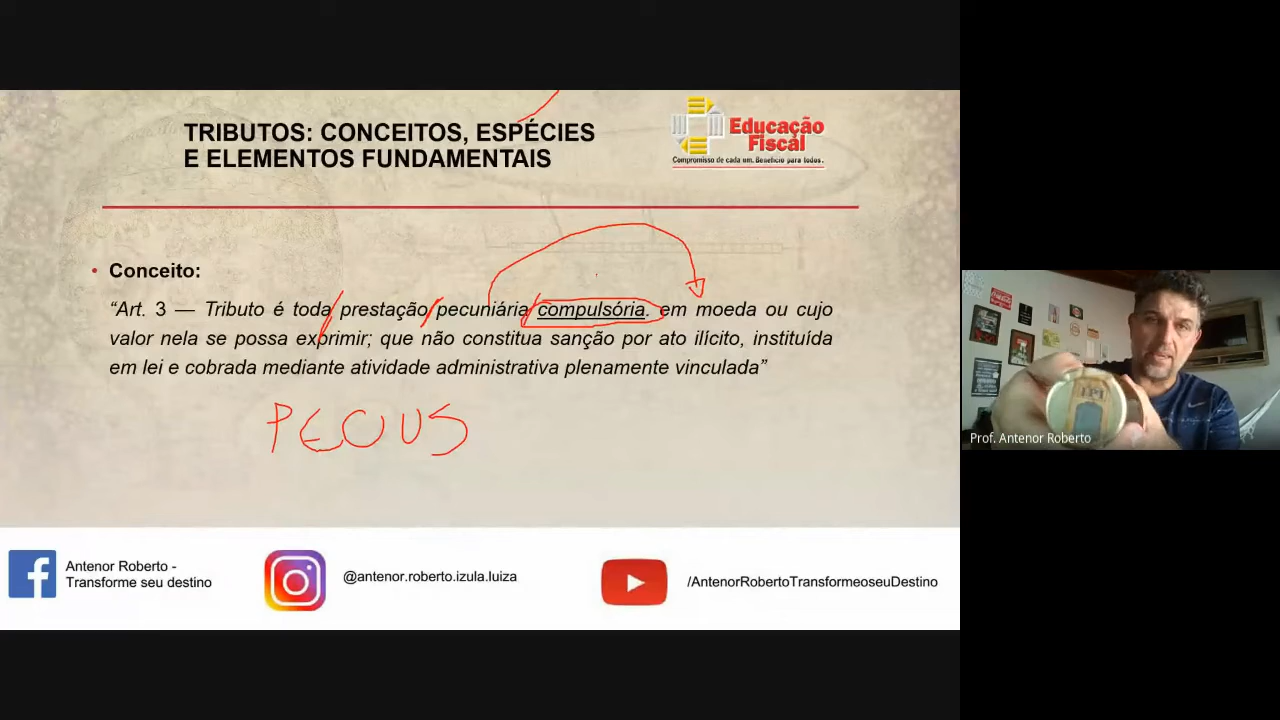 TRIBUTOS: CONCEITOS, ESPÉCIES
E ELEMENTOS FUNDAMENTAIS
Educação
Fiscal
Compromisso de cada um. Benefício para todos.
• Conceito:
“Art. 3 — Tributo é toda prestação pecuniária compulsória. em moeda ou cujo
valor nela se possa exprimir; que não constitua sanção por ato ilícito, instituída
em lei e cobrada mediante atividade administrativa plenamente vinculada”
PECUS
Antenor Roberto -
Transforme seu destino
@antenor.roberto.izula.luiza
/AntenorRobertoTransformeoseuDestino
Prof. Antenor Roberto